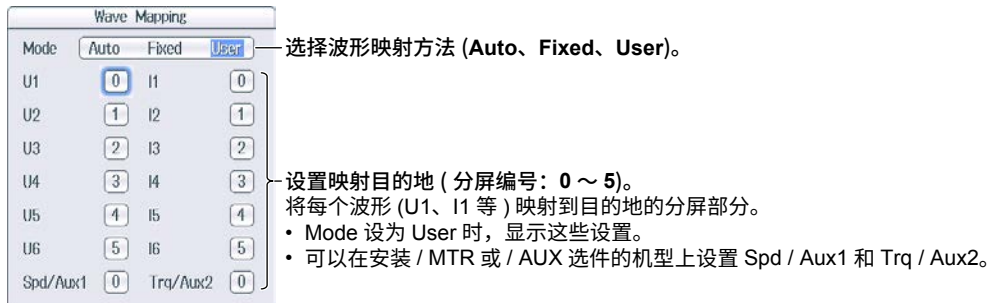 Wave Mapping
Mode Auto Fixed User
选择波形映射方法 (Auto、Fixed、User)。
U1 0 I1 0
U2 1 I2 1
U3 2 I3 2
U4 3 I4 3
设置映射目的地 ( 分屏编号：0 ～ 5)。
将每个波形 (U1、I1 等 ) 映射到目的地的分屏部分。
U5 4 I5 4
• Mode 设为 User 时，显示这些设置。
U6 5 I6 5
• 可以在安装 / MTR 或 / AUX 选件的机型上设置 Spd / Aux1 和 Trq / Aux2。
Spd/Aux1 0 Trq/Aux2 0